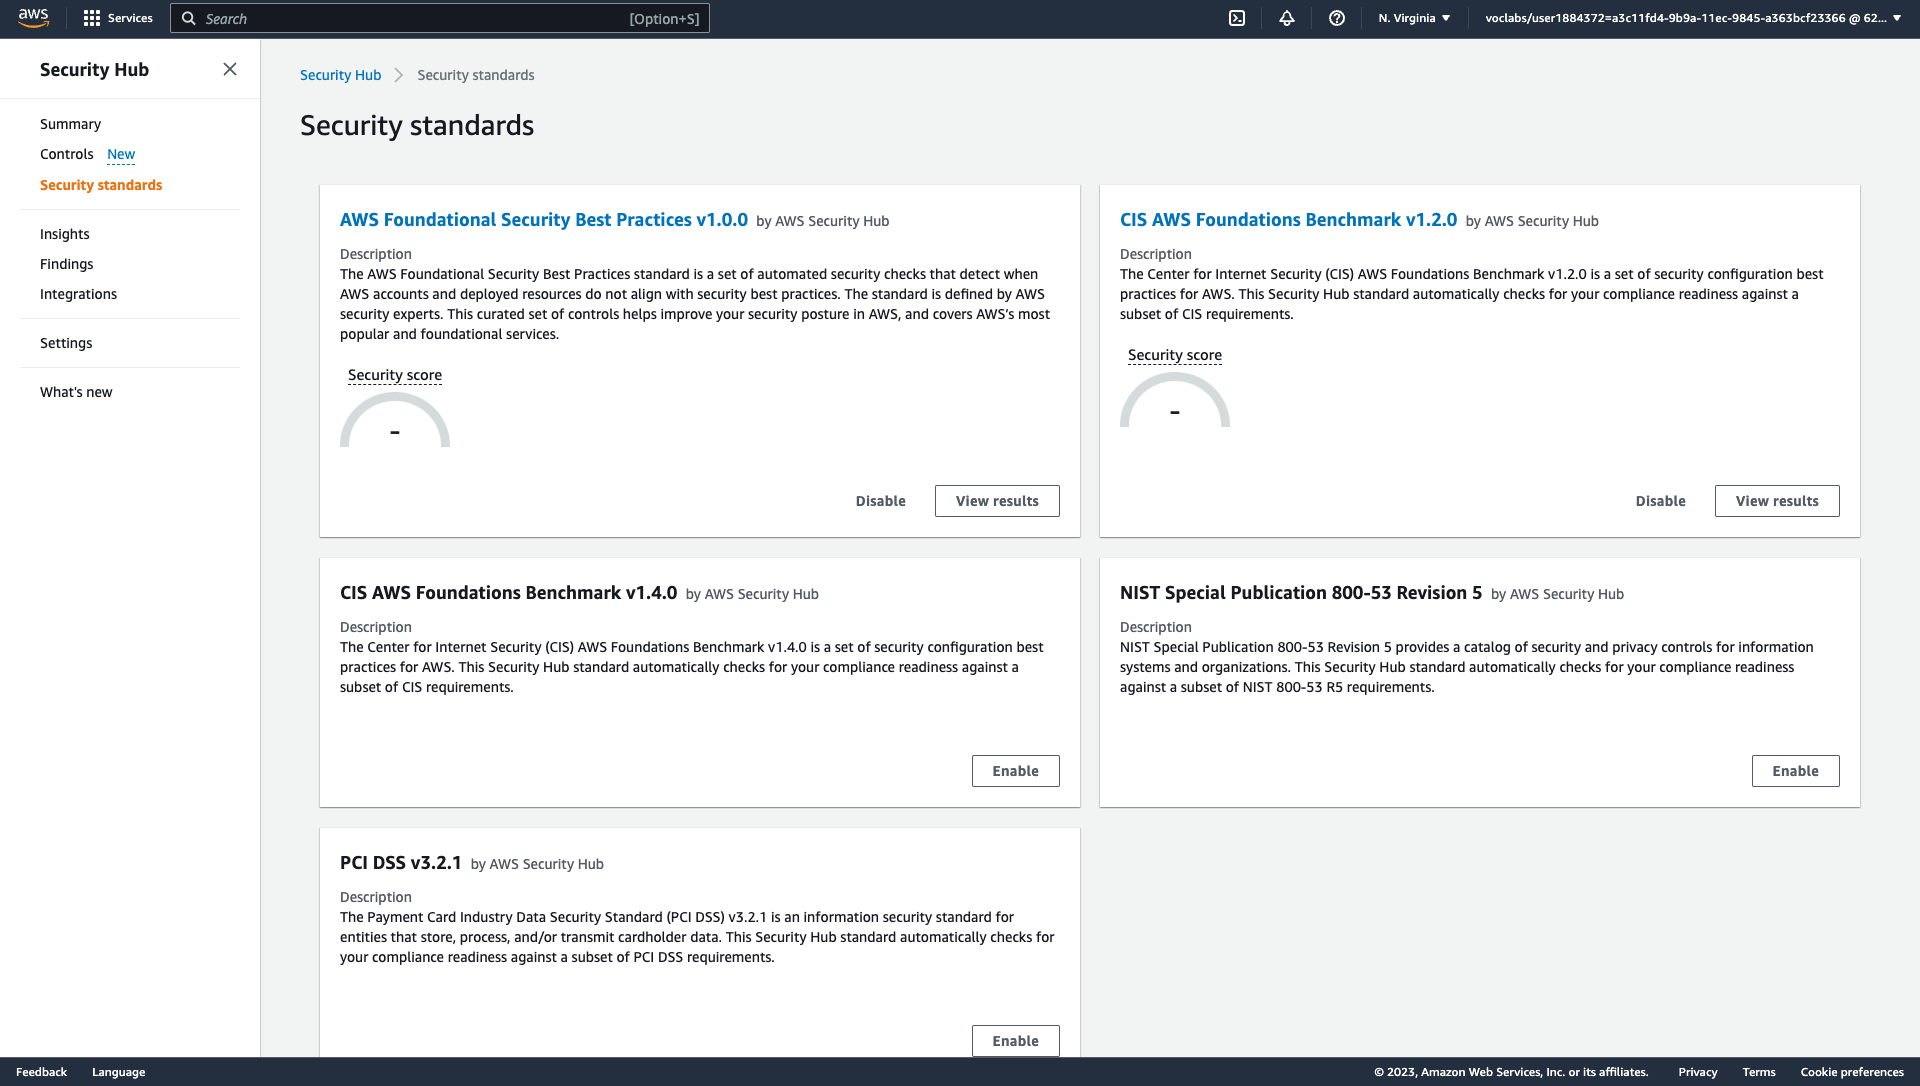 aws
Services
Search
[Option+S]
N. Virginia
voclabs/user1884372=a3c11fd4-9b9a-11ec-9845-a363bcf23366 @ 62...
Security Hub
Summary
Controls New
Security standards
Insights
Findings
Integrations
Settings
What's new
Security Hub
Security standards
Security standards
AWS Foundational Security Best Practices v1.0.0 by AWS Security Hub
Description
The AWS Foundational Security Best Practices standard is a set of automated security checks that detect when
AWS accounts and deployed resources do not align with security best practices. The standard is defined by AWS
security experts. This curated set of controls helps improve your security posture in AWS, and covers AWS's most
popular and foundational services.
Security score
-
Disable
View results
CIS AWS Foundations Benchmark v1.2.0 by AWS Security Hub
Description
The Center for Internet Security (CIS) AWS Foundations Benchmark v1.2.0 is a set of security configuration best
practices for AWS. This Security Hub standard automatically checks for your compliance readiness against a
subset of CIS requirements.
Security score
-
Disable
View results
CIS AWS Foundations Benchmark v1.4.0 by AWS Security Hub
Description
The Center for Internet Security (CIS) AWS Foundations Benchmark v1.4.0 is a set of security configuration best
practices for AWS. This Security Hub standard automatically checks for your compliance readiness against a
subset of CIS requirements.
Enable
NIST Special Publication 800-53 Revision 5 by AWS Security Hub
Description
NIST Special Publication 800-53 Revision 5 provides a catalog of security and privacy controls for information
systems and organizations. This Security Hub standard automatically checks for your compliance readiness
against a subset of NIST 800-53 R5 requirements.
Enable
PCI DSS v3.2.1 by AWS Security Hub
Description
The Payment Card Industry Data Security Standard (PCI DSS) v3.2.1 is an information security standard for
entities that store, process, and/or transmit cardholder data. This Security Hub standard automatically checks for
your compliance readiness against a subset of PCI DSS requirements.
Enable
Feedback
Language
© 2023, Amazon Web Services, Inc. or its affiliates.
Privacy
Terms
Cookie preferences